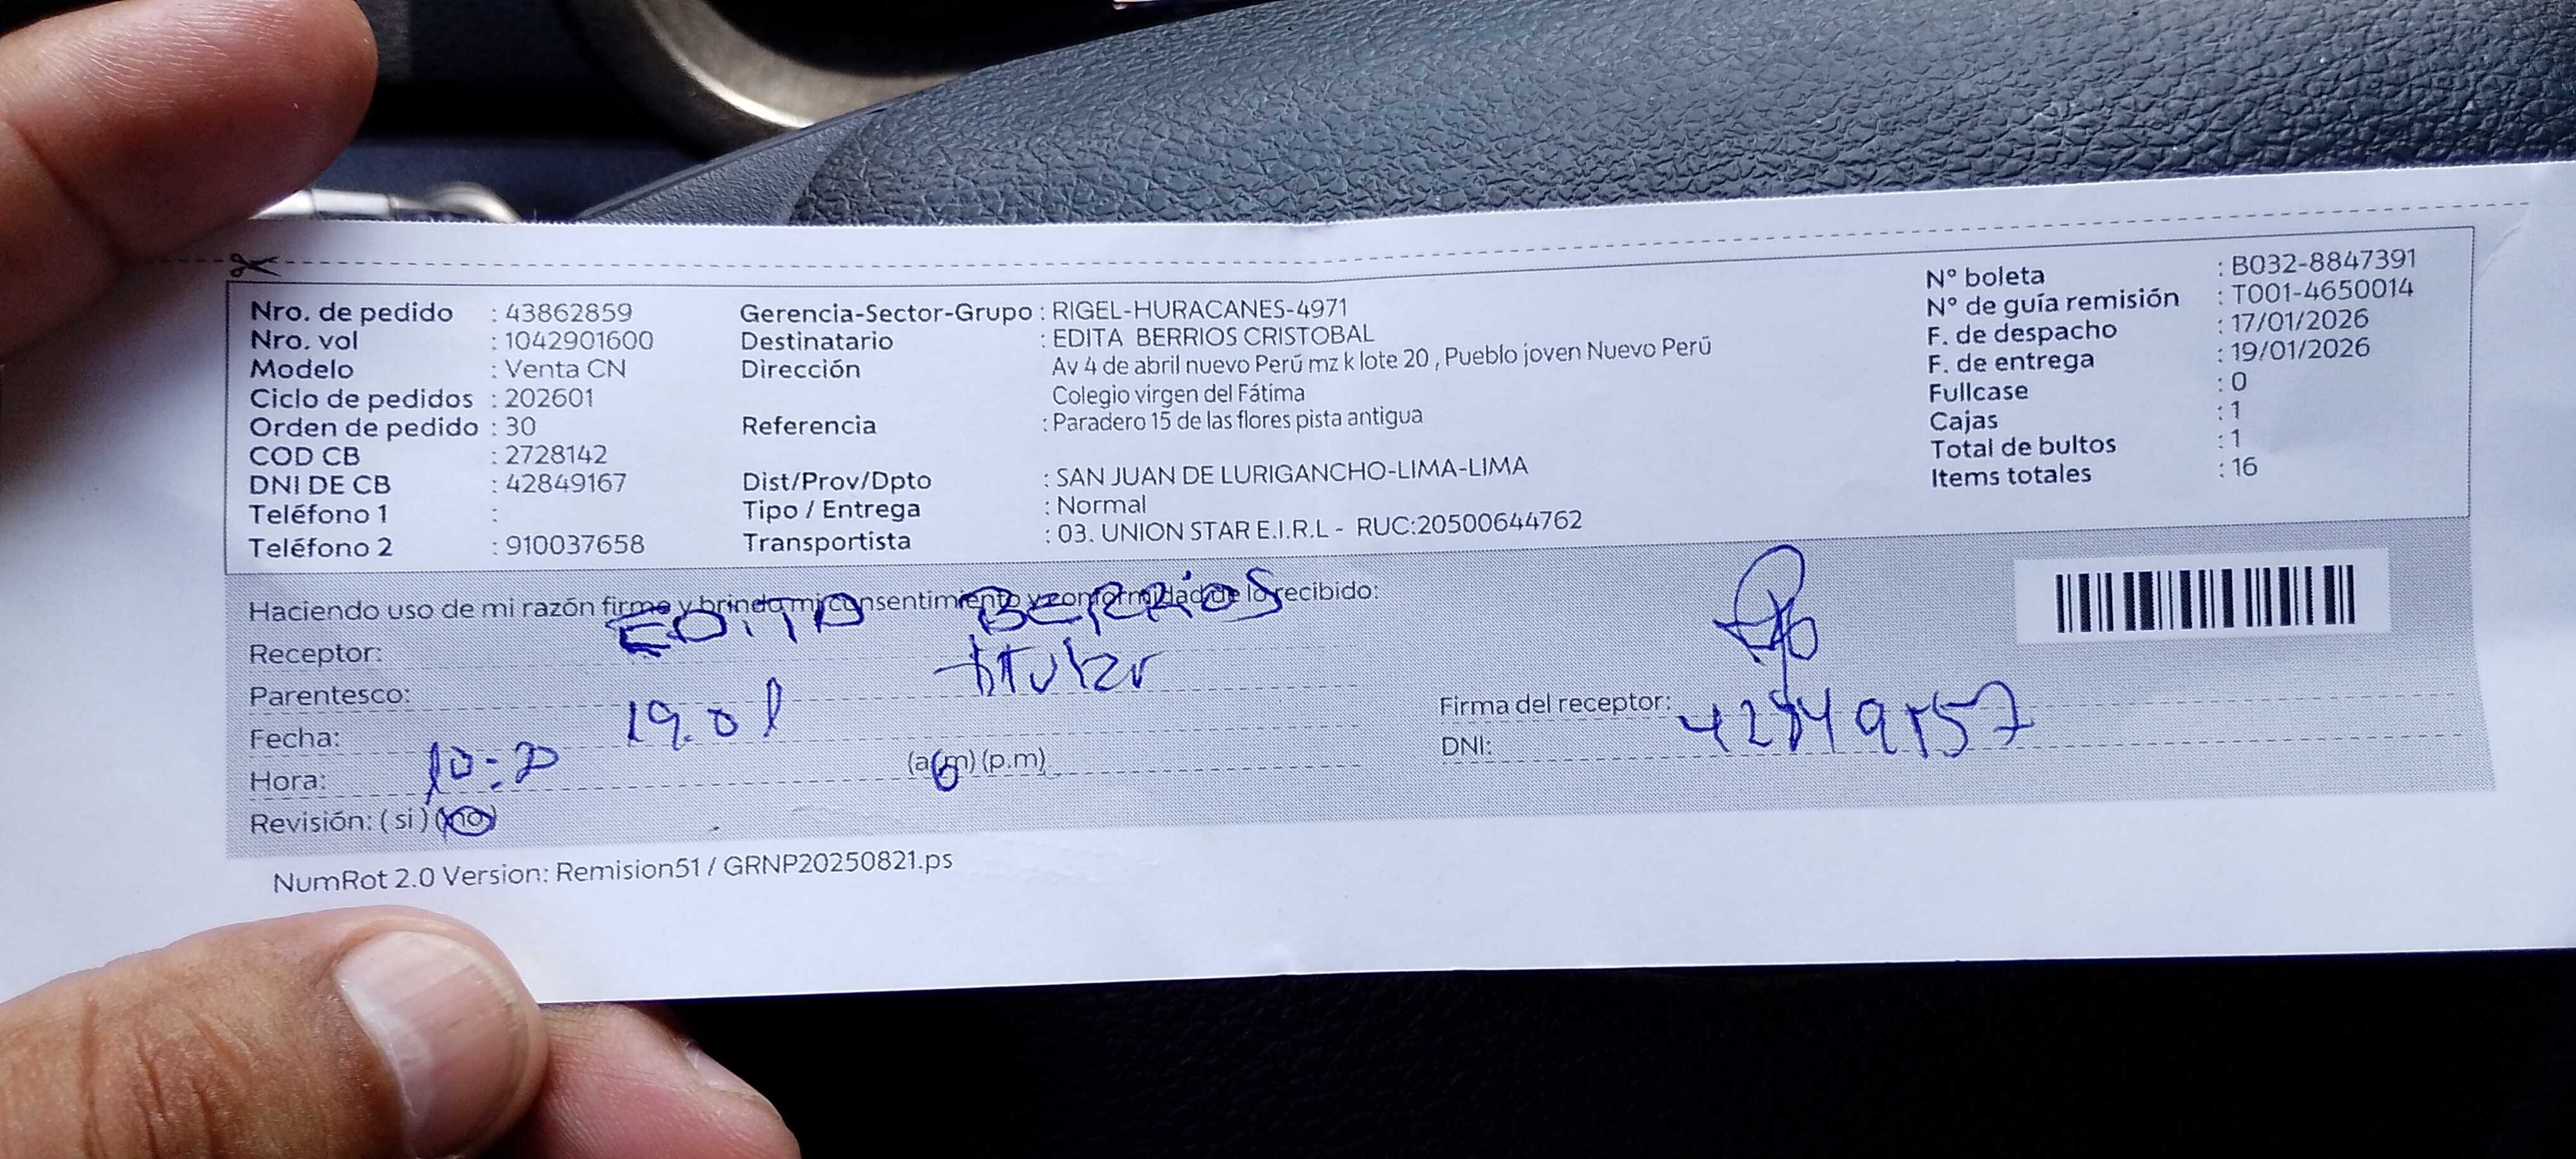 Nro. de pedido : 43862859
Nro. vol : 1042901600
Modelo : Venta CN
Ciclo de pedidos : 202601
Orden de pedido : 30
COD CB : 2728142
DNI DE CB : 42849167
Teléfono 1 :
Teléfono 2 : 910037658
Gerencia-Sector-Grupo : RIGEL-HURACANES-4971
Destinatario : EDITA BERRIOS CRISTOBAL
Dirección Av 4 de abril nuevo Perú mz k lote 20 , Pueblo joven Nuevo Perú
Colegio virgen del Fátima
Referencia : Paradero 15 de las flores pista antigua
Dist/Prov/Dpto : SAN JUAN DE LURIGANCHO-LIMA-LIMA
Tipo / Entrega : Normal
Transportista : 03. UNION STAR E.I.R.L - RUC:20500644762
N° boleta : B032-8847391
N° de guía remisión : T001-4650014
F. de despacho : 17/01/2026
F. de entrega : 19/01/2026
Fullcase : 0
Cajas : 1
Total de bultos : 1
Items totales : 16
Haciendo uso de mi razón firmo y brindo mi consentimiento y conformidad de lo recibido:
Receptor: EDITA BERRIOS
Parentesco: titular
Fecha: 19.01
Hora: (a.m) (p.m)
Revisión: (si) (no)
Firma del receptor:
DNI:
NumRot 2.0 Version: Remision51 / GRNP20250821.ps